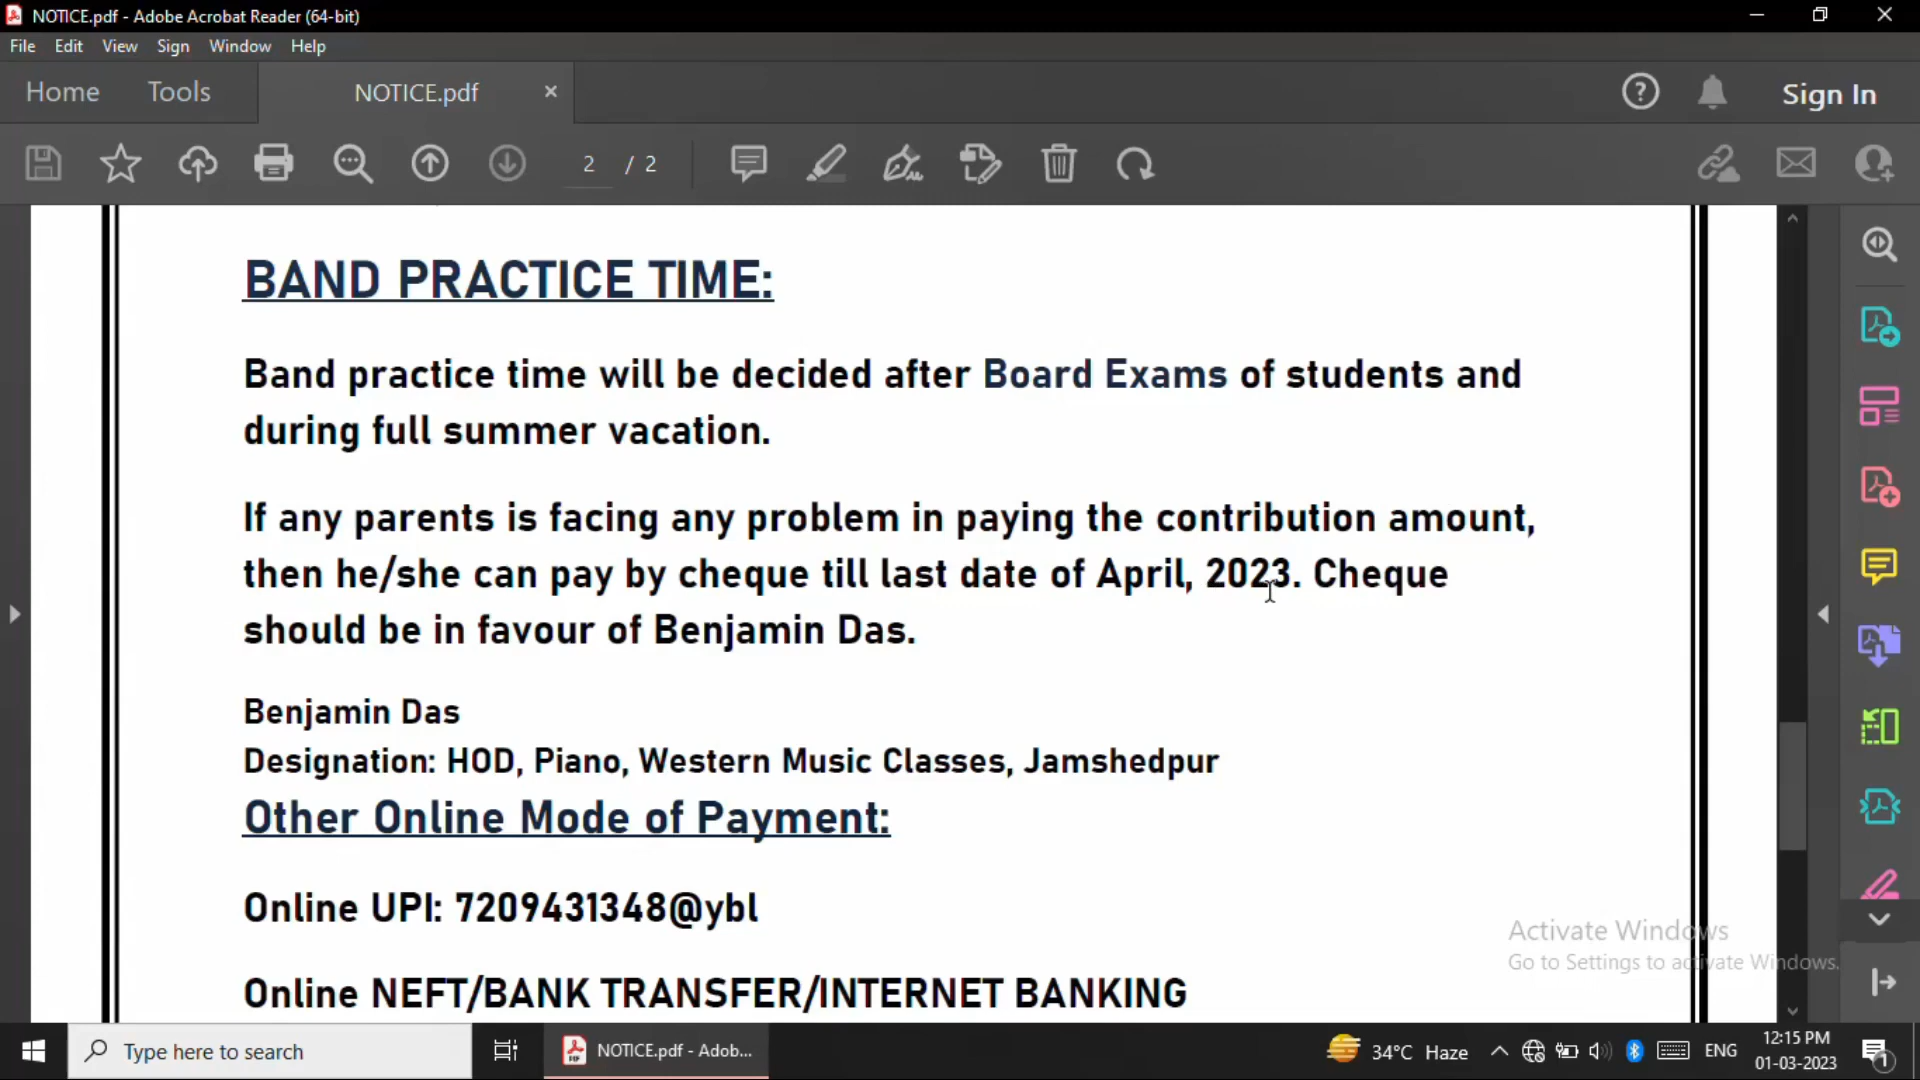 NOTICE.pdf - Adobe Acrobat Reader (64-bit)
File Edit View Sign Window Help
Home Tools NOTICE.pdf × Sign In
2 / 2
BAND PRACTICE TIME:
Band practice time will be decided after Board Exams of students and
during full summer vacation.
If any parents is facing any problem in paying the contribution amount,
then he/she can pay by cheque till last date of April, 2023. Cheque
should be in favour of Benjamin Das.
Benjamin Das
Designation: HOD, Piano, Western Music Classes, Jamshedpur
Other Online Mode of Payment:
Online UPI: 7209431348@ybl
Online NEFT/BANK TRANSFER/INTERNET BANKING
Activate Windows
Go to Settings to activate Windows.
Type here to search
NOTICE.pdf - Adob...
34°C Haze
ENG
12:15 PM
01-03-2023
1